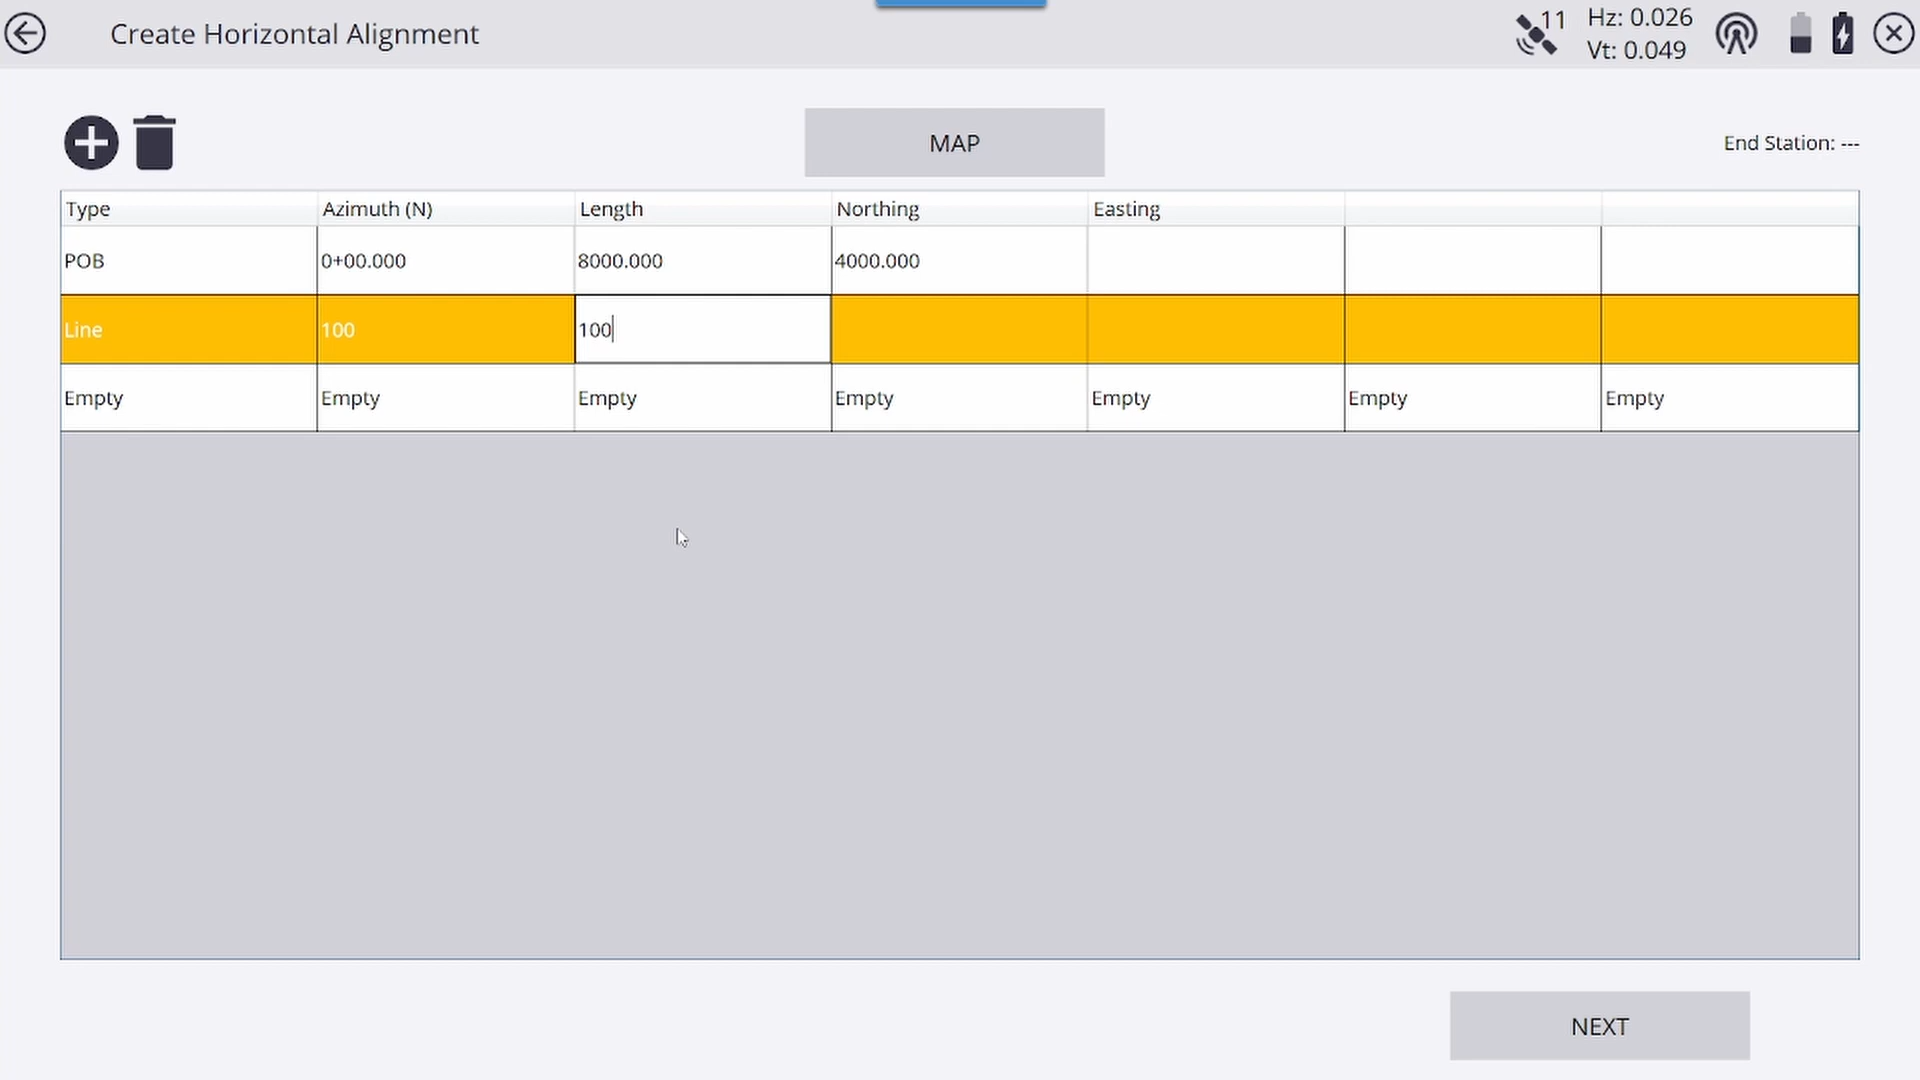 Create Horizontal Alignment
11
Hz: 0.026
Vt: 0.049
MAP
End Station: ---
Type Azimuth (N) Length Northing Easting
POB 0+00.000 8000.000 4000.000
Line 100 100
Empty Empty Empty Empty Empty Empty Empty
NEXT